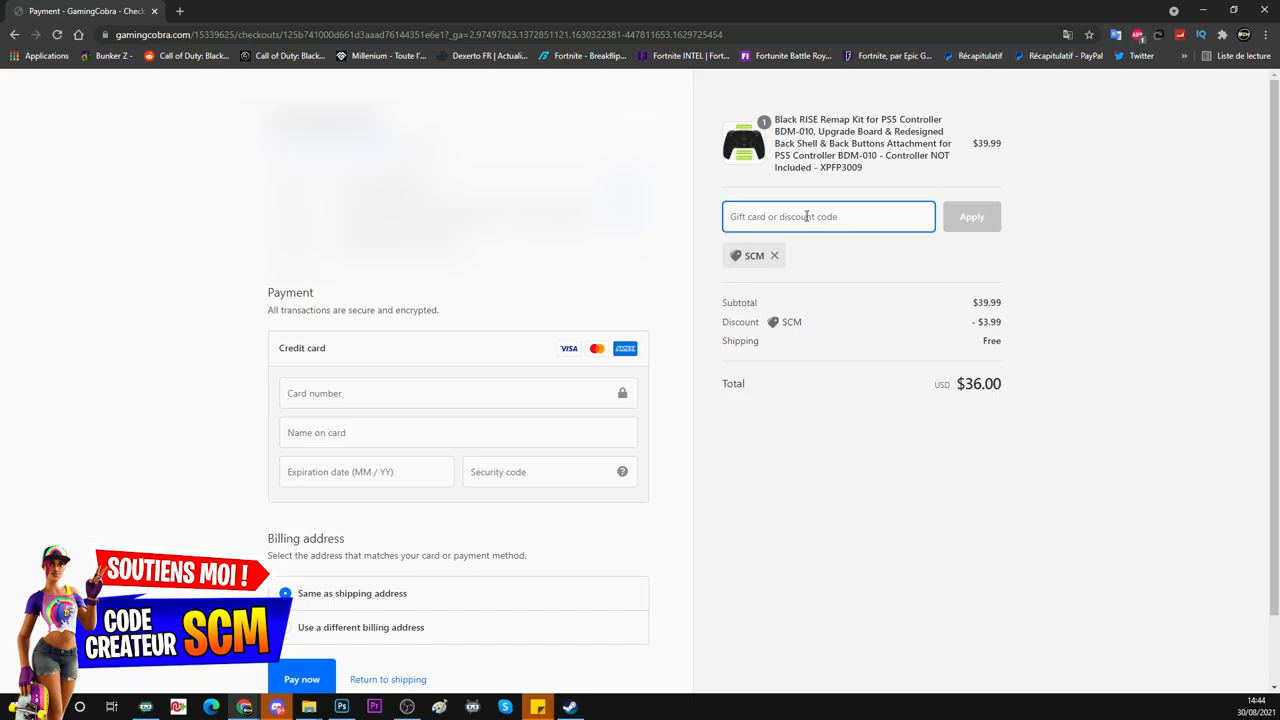 Payment - GamingCobra - Check
gamingcobra.com/15339625/checkouts/125b741000d661d3aaad76144351e6e1?_ga=2.97497823.1372851121.1630322381-447811653.1629725454
Applications
Bunker Z -
Call of Duty: Black...
Call of Duty: Black...
Millenium - Toute l'...
Dexerto FR | Actuali...
Fortnite - Breakflip...
Fortnite INTEL | Fort...
Fortnite Battle Roya...
Fortnite, par Epic G...
Récapitulatif - PayPal
Récapitulatif - PayPal
Twitter
»
Liste de lecture
1
Black RISE Remap Kit for PS5 Controller
BDM-010, Upgrade Board & Redesigned
Back Shell & Back Buttons Attachment for
PS5 Controller BDM-010 - Controller NOT
Included - XPFP3009
$39.99
Gift card or discount code
Apply
SCM
Subtotal $39.99
Discount SCM - $3.99
Shipping Free
Total USD $36.00
Payment
All transactions are secure and encrypted.
Credit card VISA AMEX
Card number
Name on card
Expiration date (MM / YY) Security code
Billing address
Select the address that matches your card or payment method.
Same as shipping address
Use a different billing address
Pay now Return to shipping
SOUTIENS MOI !
CODE
CREATEUR SCM
14:44
30/08/2021